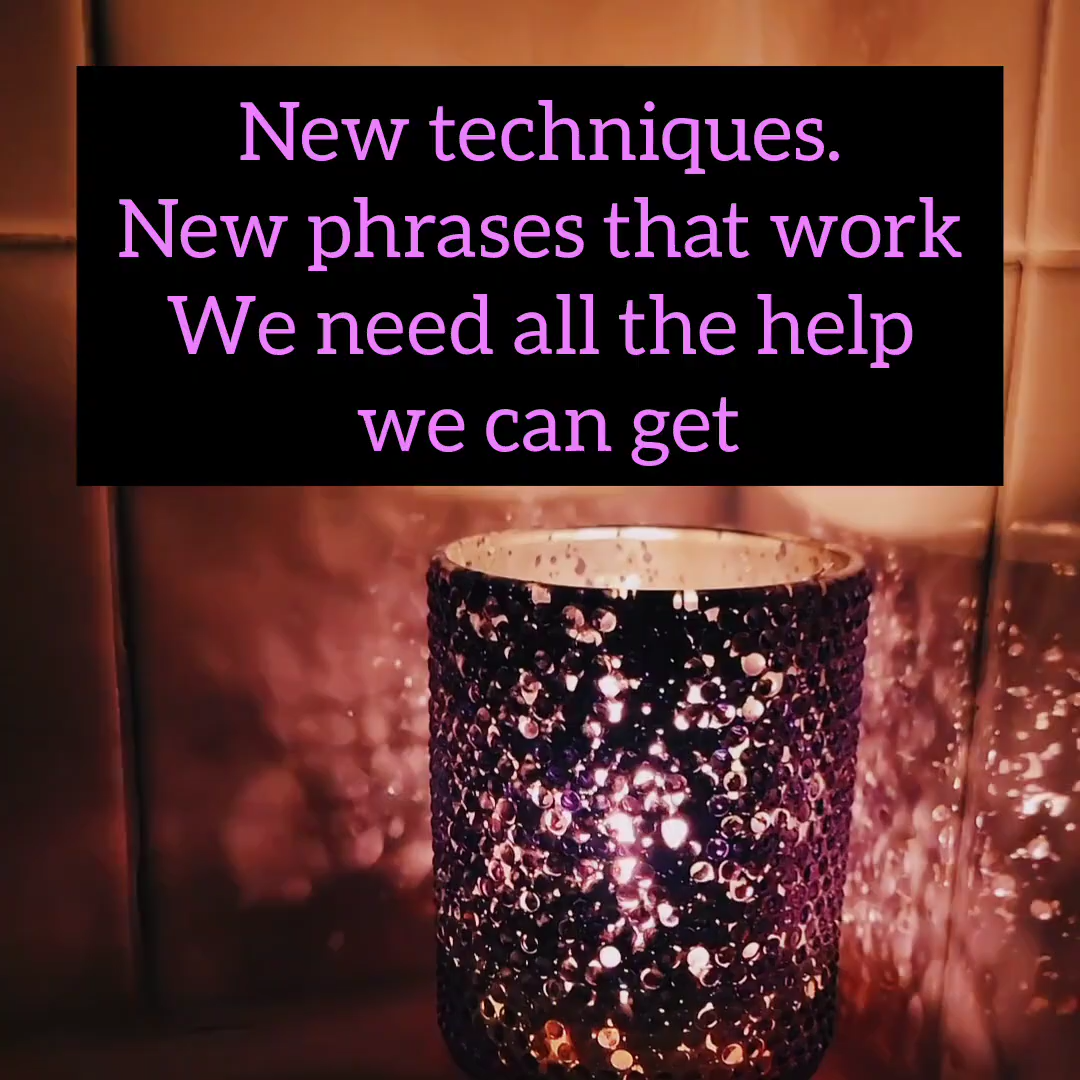 New techniques.
New phrases that work
We need all the help
we can get